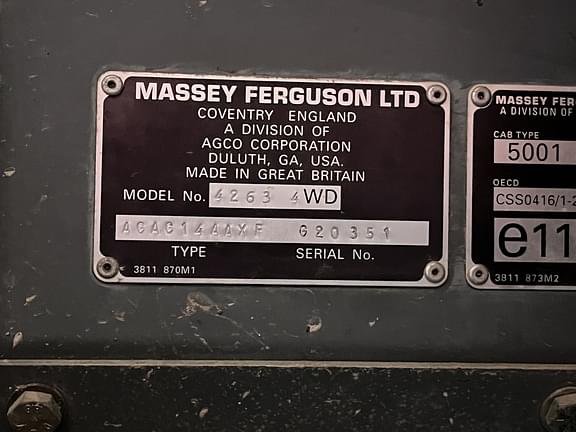 MASSEY FERGUSON LTD
COVENTRY ENGLAND
A DIVISION OF
AGCO CORPORATION
DULUTH, GA, USA.
MADE IN GREAT BRITAIN
MODEL No. 4263 4WD
ACAC14AAXF G20351
TYPE SERIAL No.
3811 870M1
MASSEY FER
A DIVISION OF
CAB TYPE
5001
OECD
CSS0416/1-2
e11
3811 873M2